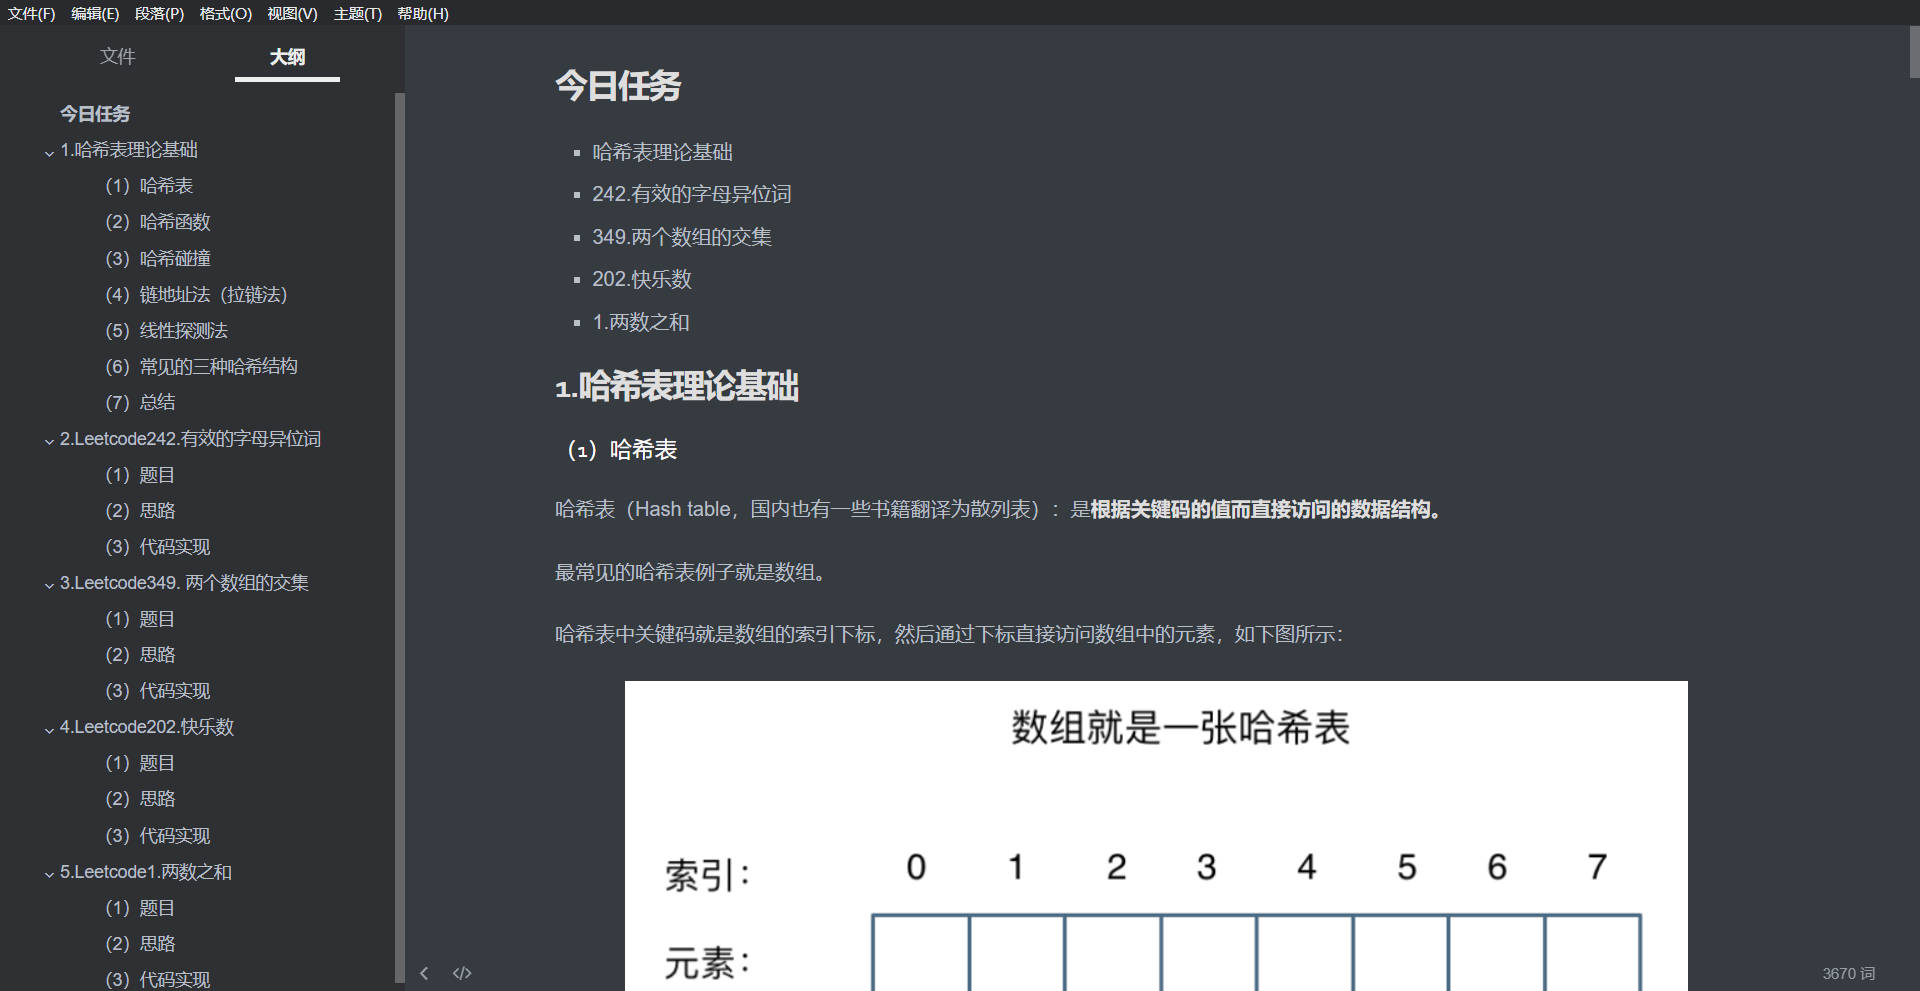 文件(F) 编辑(E) 段落(P) 格式(O) 视图(V) 主题(T) 帮助(H)
文件 大纲
今日任务
1.哈希表理论基础
（1）哈希表
（2）哈希函数
（3）哈希碰撞
（4）链地址法（拉链法）
（5）线性探测法
（6）常见的三种哈希结构
（7）总结
2.Leetcode242.有效的字母异位词
（1）题目
（2）思路
（3）代码实现
3.Leetcode349. 两个数组的交集
（1）题目
（2）思路
（3）代码实现
4.Leetcode202.快乐数
（1）题目
（2）思路
（3）代码实现
5.Leetcode1.两数之和
（1）题目
（2）思路
（3）代码实现
今日任务
哈希表理论基础
242.有效的字母异位词
349.两个数组的交集
202.快乐数
1.两数之和
1.哈希表理论基础
（1）哈希表
哈希表（Hash table，国内也有一些书籍翻译为散列表）：是根据关键码的值而直接访问的数据结构。
最常见的哈希表例子就是数组。
哈希表中关键码就是数组的索引下标，然后通过下标直接访问数组中的元素，如下图所示：
数组就是一张哈希表
索引： 0 1 2 3 4 5 6 7
元素：
3670 词